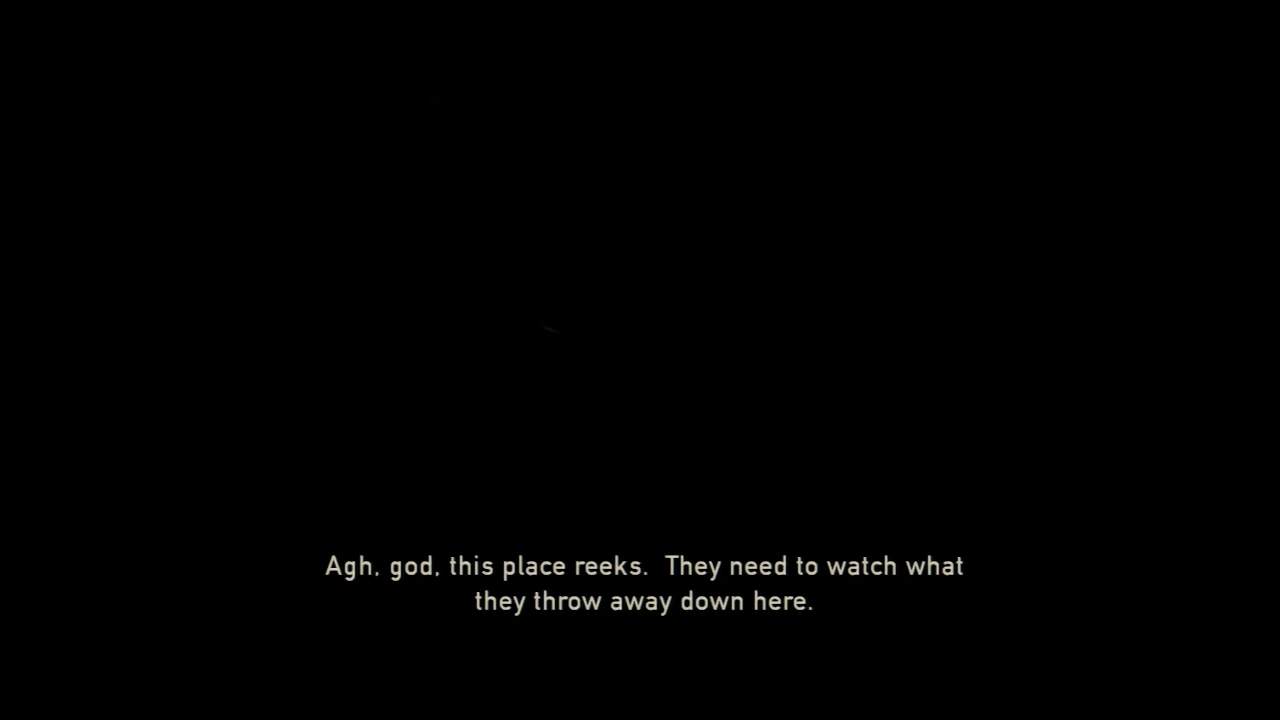 Agh, god, this place reeks.  They need to watch what
they throw away down here.